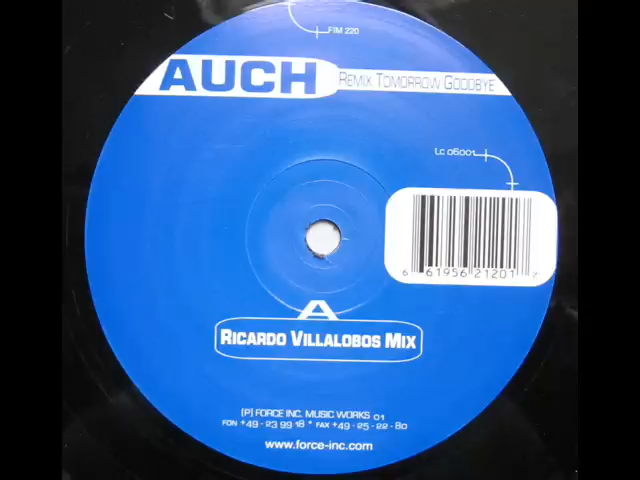 FIM 220
AUCH
REMIX TOMORROW GOODBYE
LC 06001
6 61956 21201 7
A
RICARDO VILLALOBOS MIX
(P) FORCE INC. MUSIC WORKS 01
FON +49 - 23 99 18 * FAX +49 - 25 - 22 - 80
www.force-inc.com